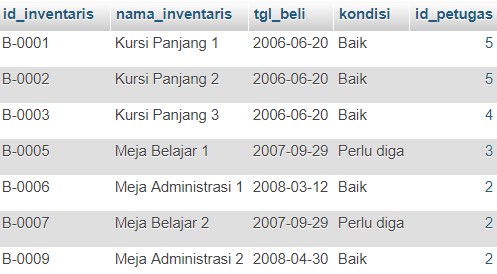 id_inventaris nama_inventaris tgl_beli kondisi id_petugas
B-0001 Kursi Panjang 1 2006-06-20 Baik 5
B-0002 Kursi Panjang 2 2006-06-20 Baik 5
B-0003 Kursi Panjang 3 2006-06-20 Baik 4
B-0005 Meja Belajar 1 2007-09-29 Perlu diga 3
B-0006 Meja Administrasi 1 2008-03-12 Baik 2
B-0007 Meja Belajar 2 2007-09-29 Perlu diga 2
B-0009 Meja Administrasi 2 2008-04-30 Baik 2